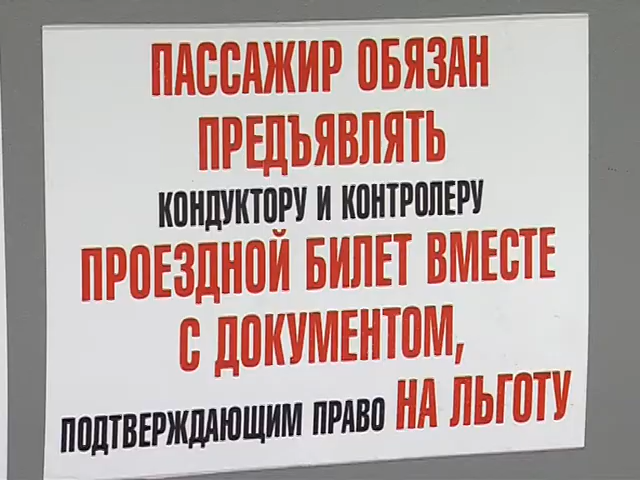 ПАССАЖИР ОБЯЗАН
ПРЕДЪЯВЛЯТЬ
КОНДУКТОРУ И КОНТРОЛЕРУ
ПРОЕЗДНОЙ БИЛЕТ ВМЕСТЕ
С ДОКУМЕНТОМ,
ПОДТВЕРЖДАЮЩИМ ПРАВО НА ЛЬГОТУ